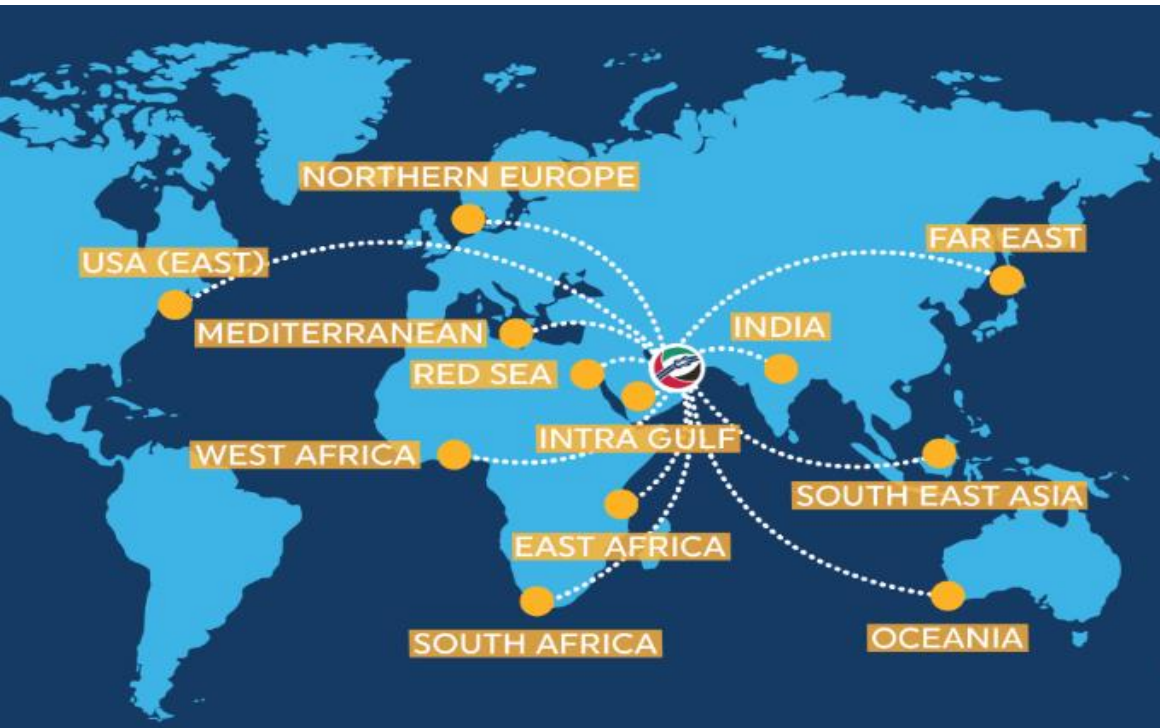 NORTHERN EUROPE
FAR EAST
USA (EAST)
MEDITERRANEAN
INDIA
RED SEA
INTRA GULF
WEST AFRICA
SOUTH EAST ASIA
EAST AFRICA
SOUTH AFRICA
OCEANIA